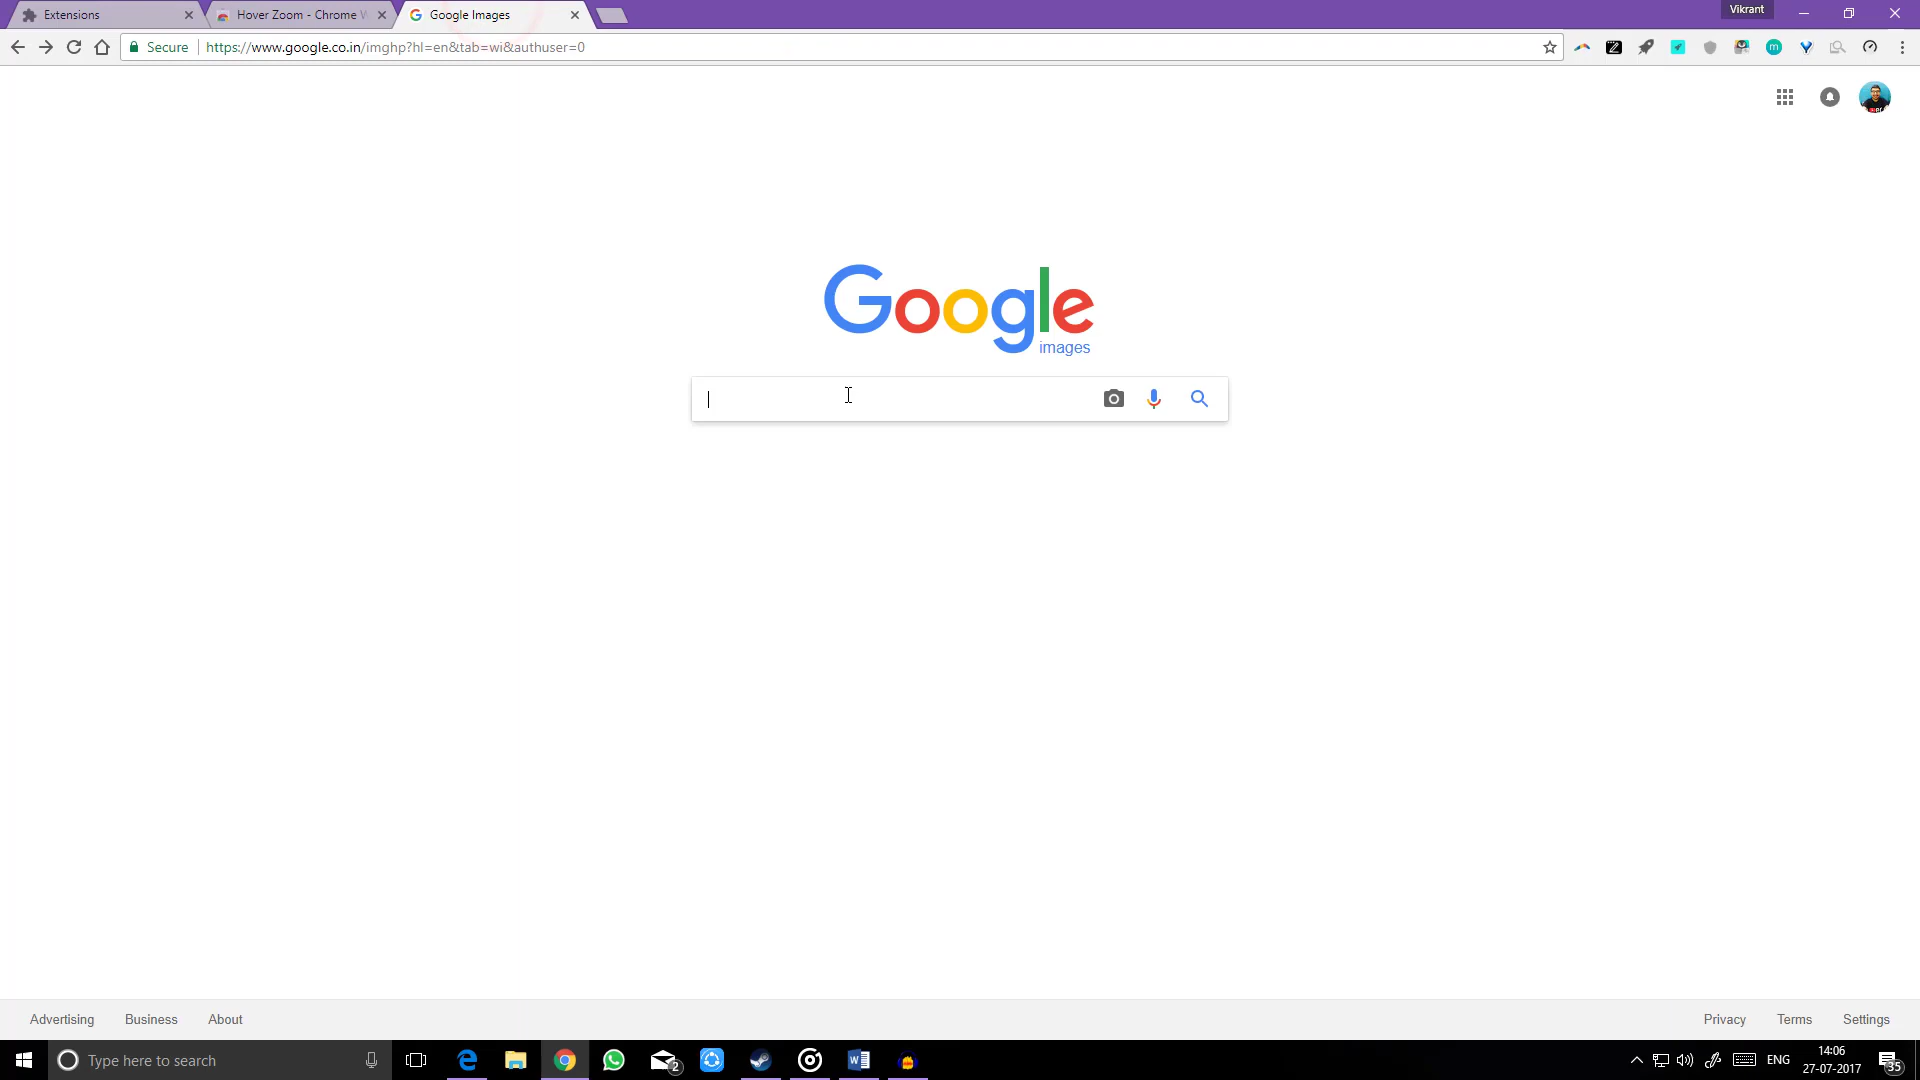 Extensions
Hover Zoom - Chrome W
Google Images
Vikrant
Secure
https://www.google.co.in/imghp?hl=en&tab=wi&authuser=0
Z
m
Google
images
Advertising
Business
About
Privacy
Terms
Settings
Type here to search
2
W
ENG
14:06
27-07-2017
35